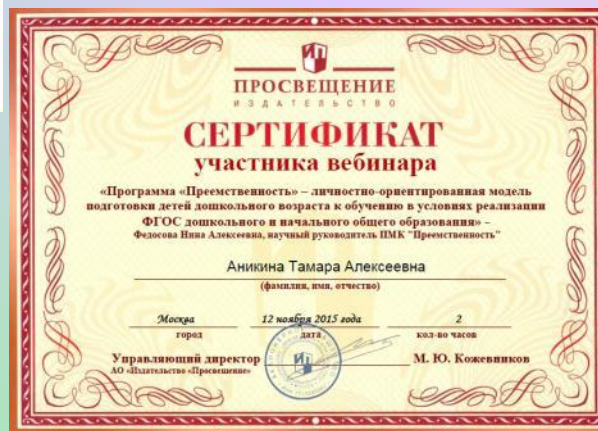 ПРОСВЕЩЕНИЕ
ИЗДАТЕЛЬСТВО
СЕРТИФИКАТ
участника вебинара
«Программа «Преемственность» – личностно-ориентированная модель
подготовки детей дошкольного возраста к обучению в условиях реализации
ФГОС дошкольного и начального общего образования» –
Федосова Нина Алексеевна, научный руководитель ПМК "Преемственность"
Аникина Тамара Алексеевна
(фамилия, имя, отчество)
Москва 12 ноября 2015 года 2
город дата кол-во часов
Управляющий директор М. Ю. Кожевников
АО «Издательство «Просвещение»